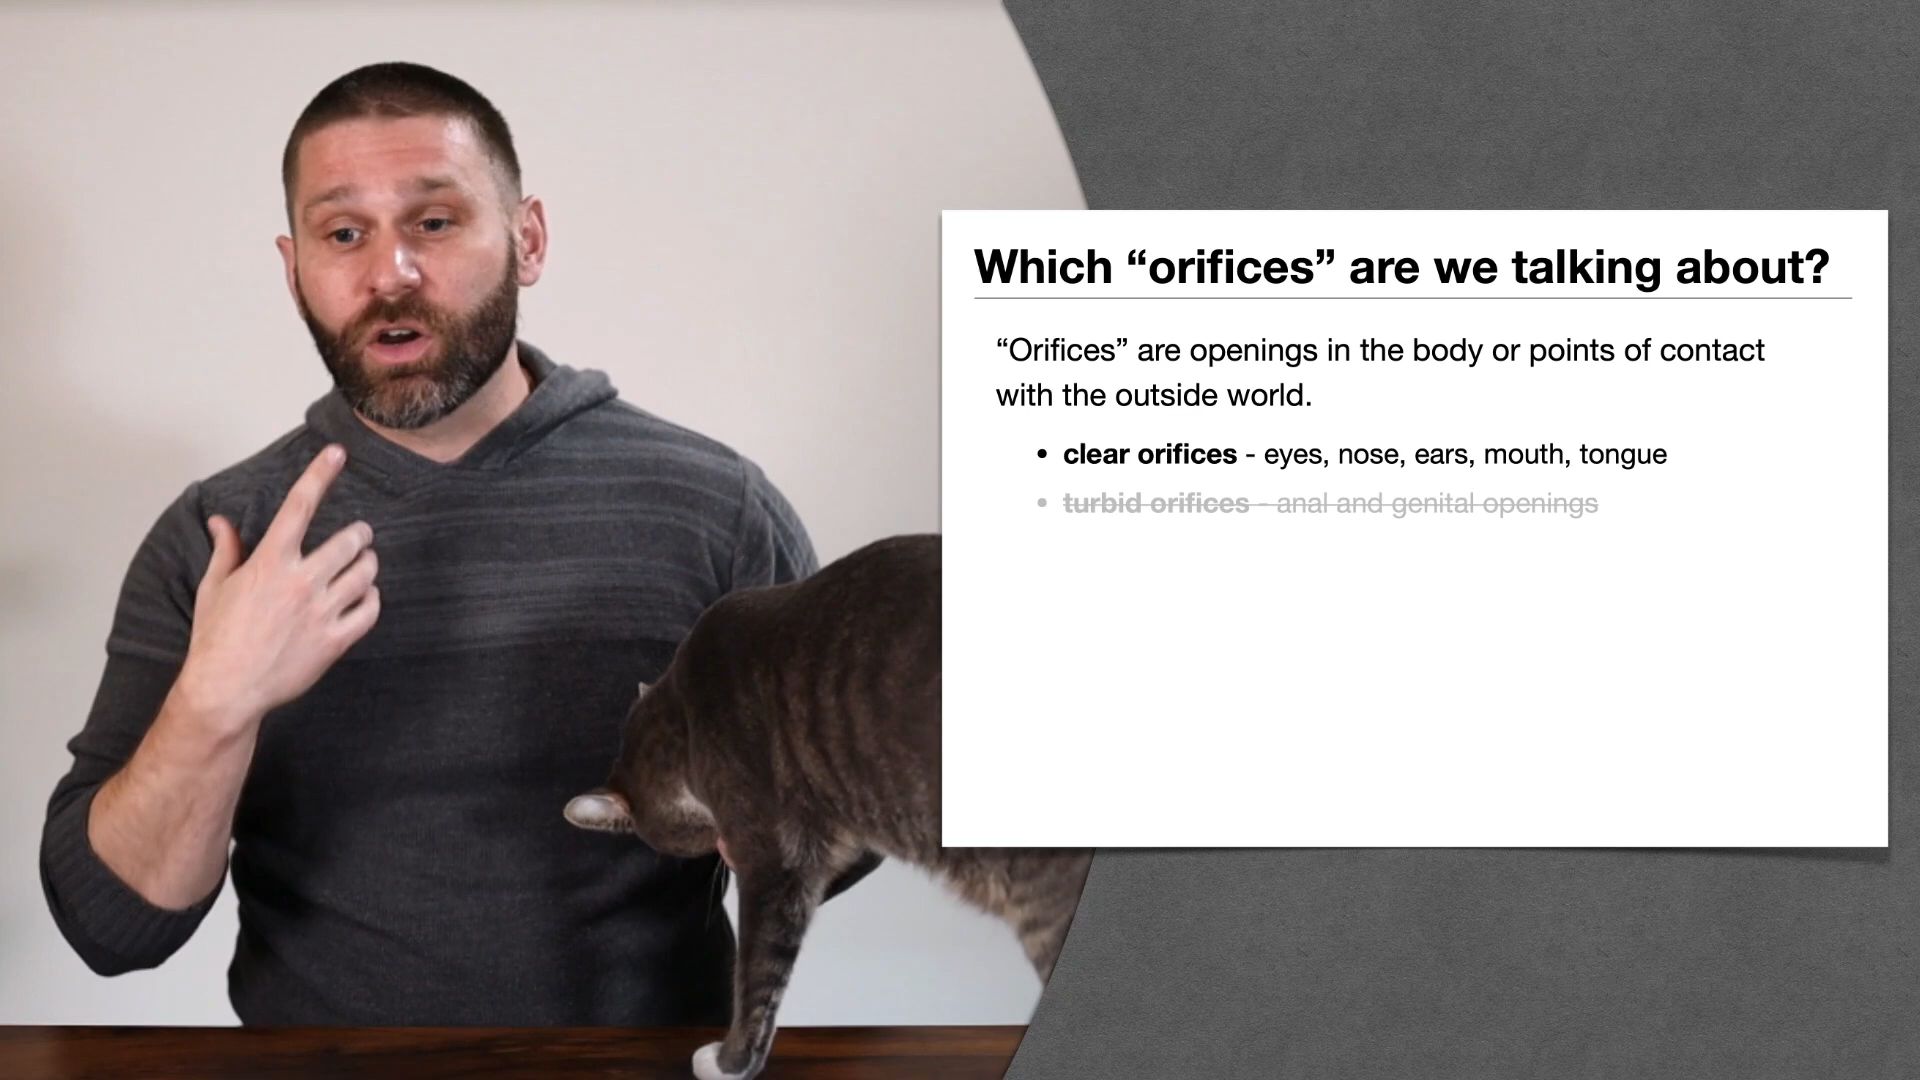 Which “orifices” are we talking about?
“Orifices” are openings in the body or points of contact
with the outside world.
• clear orifices - eyes, nose, ears, mouth, tongue
• turbid orifices - anal and genital openings